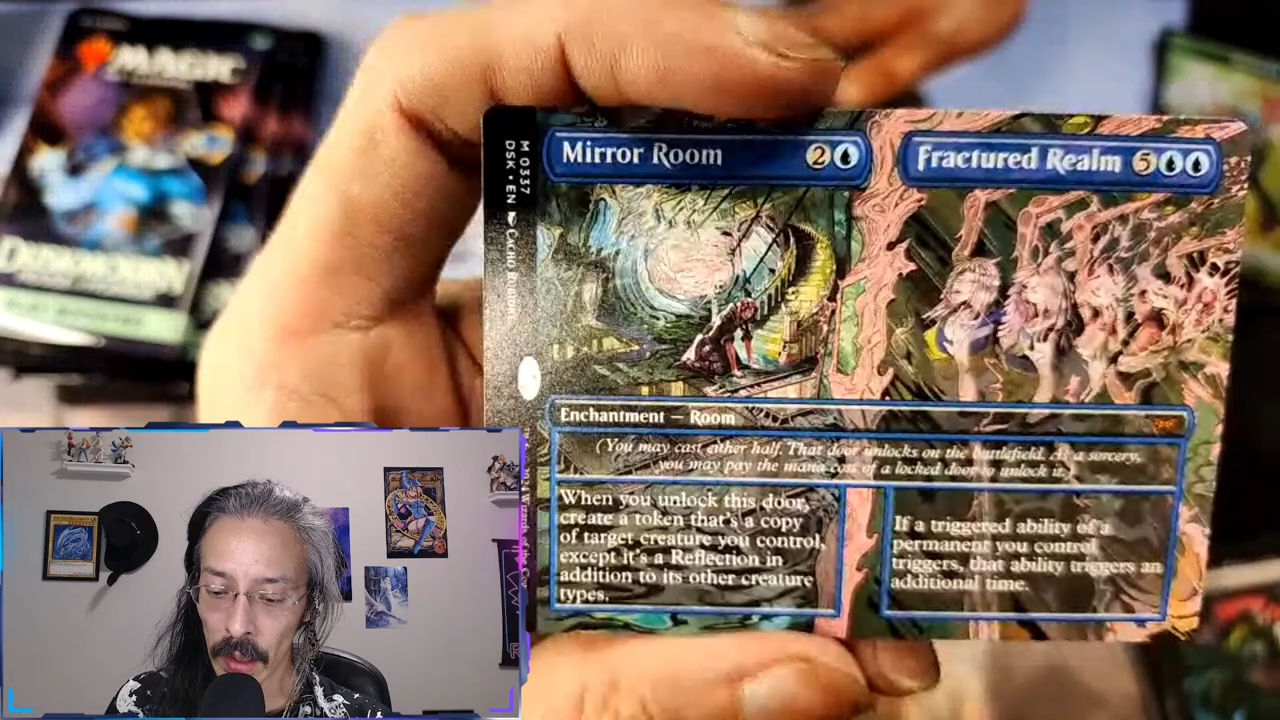 MAGIC
Mirror Room 2
Fractured Realm 5
M 0337
DSK • EN
Enchantment — Room
(You may cast either half. That door unlocks on the battlefield. As a sorcery,
you may pay the mana cost of a locked door to unlock it.)
When you unlock this door,
create a token that's a copy
of target creature you control,
except it's a Reflection in
addition to its other creature
types.
If a triggered ability of a
permanent you control
triggers, that ability triggers an
additional time.